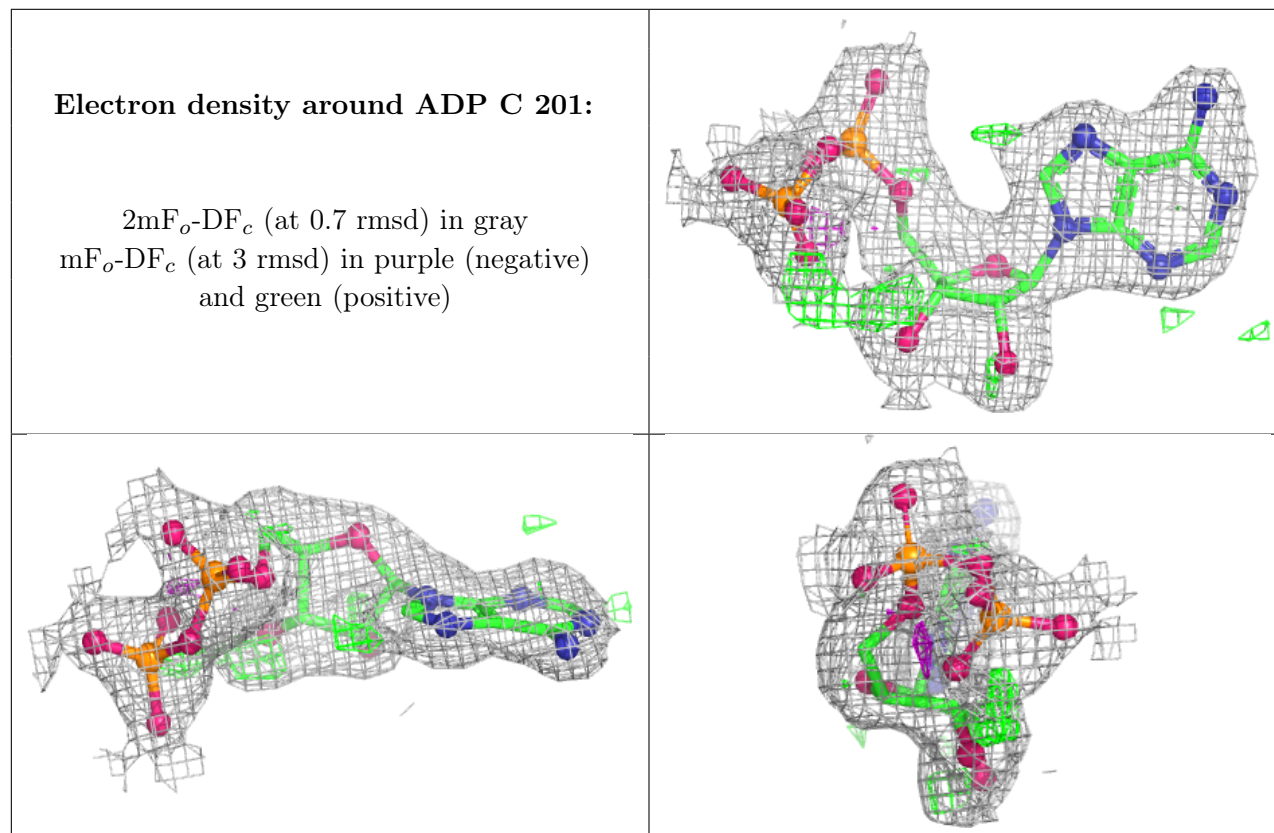 Electron density around ADP C 201:
2mFo-DFc (at 0.7 rmsd) in gray
mFo-DFc (at 3 rmsd) in purple (negative)
and green (positive)